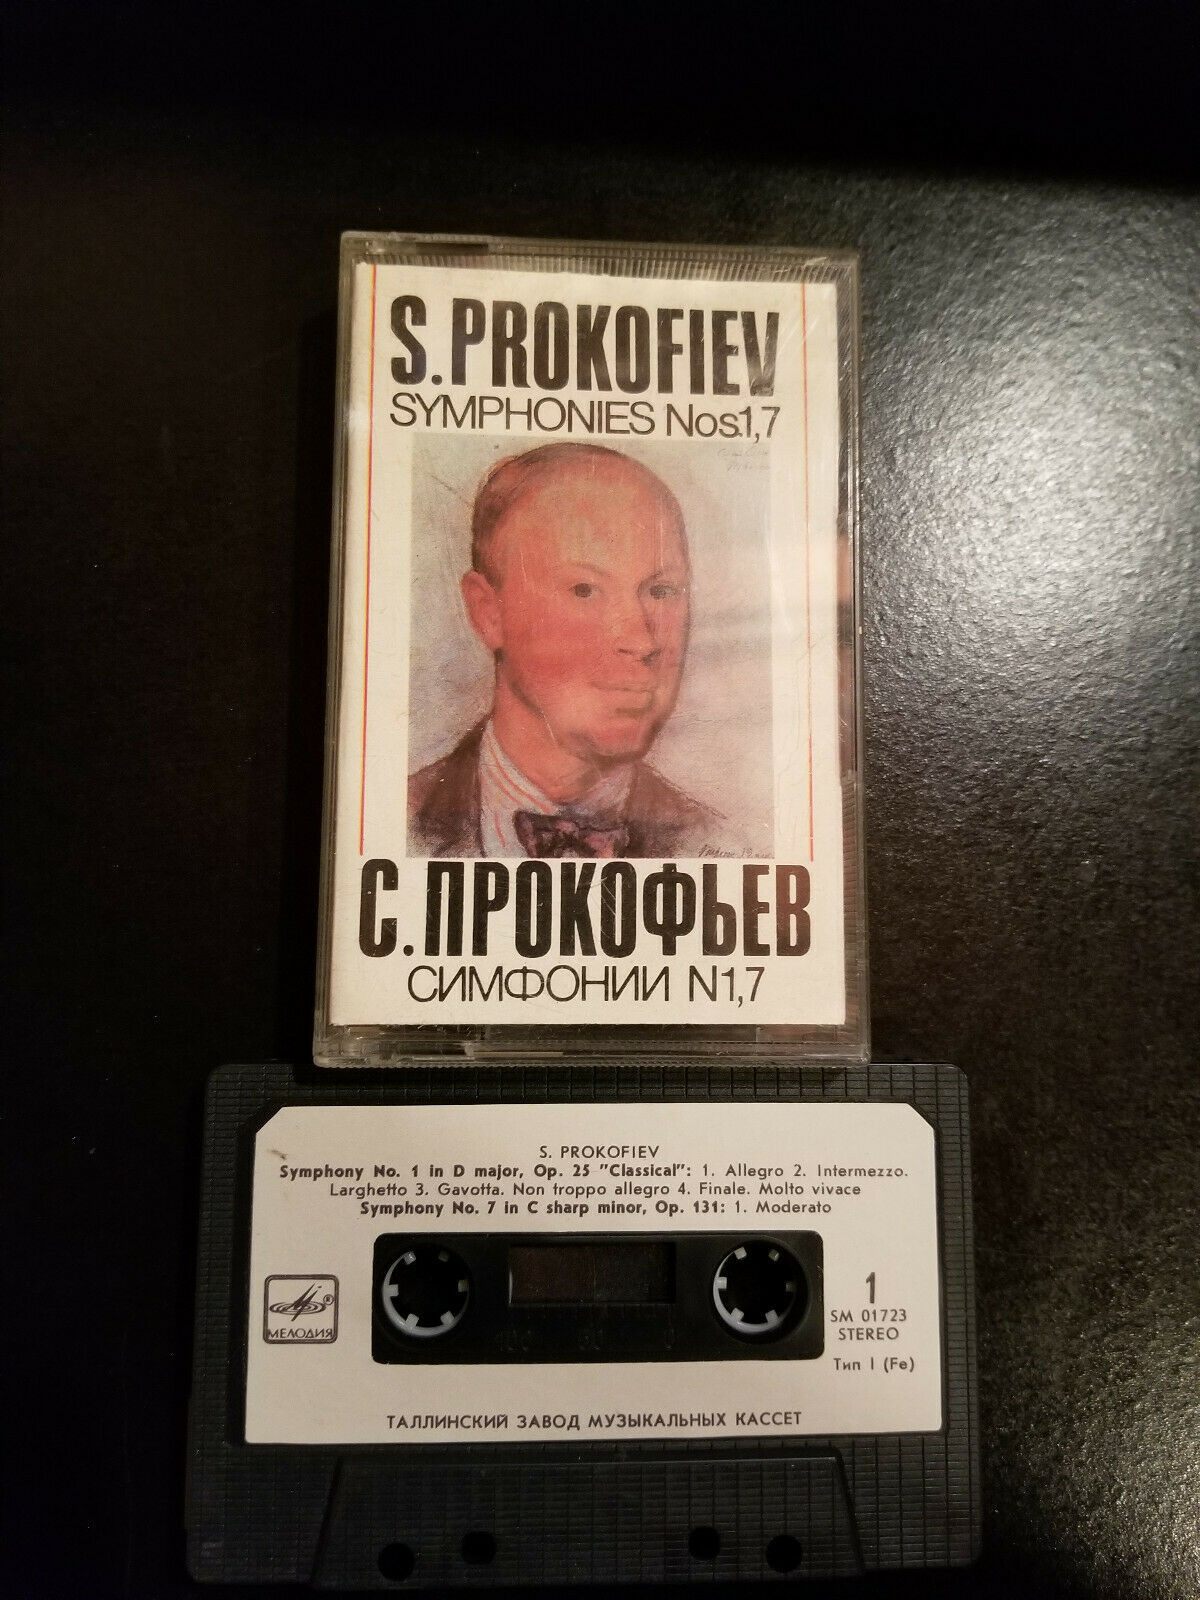 S. PROKOFIEV
SYMPHONIES Nos.1,7
С. ПРОКОФЬЕВ
СИМФОНИИ N1,7
S. PROKOFIEV
Symphony No. 1 in D major, Op. 25 "Classical": 1. Allegro 2. Intermezzo.
Larghetto 3. Gavotta. Non troppo allegro 4. Finale. Molto vivace
Symphony No. 7 in C sharp minor, Op. 131: 1. Moderato
®
МЕЛОДИЯ
1
SM 01723
STEREO
Тип I (Fe)
ТАЛЛИНСКИЙ ЗАВОД МУЗЫКАЛЬНЫХ КАССЕТ